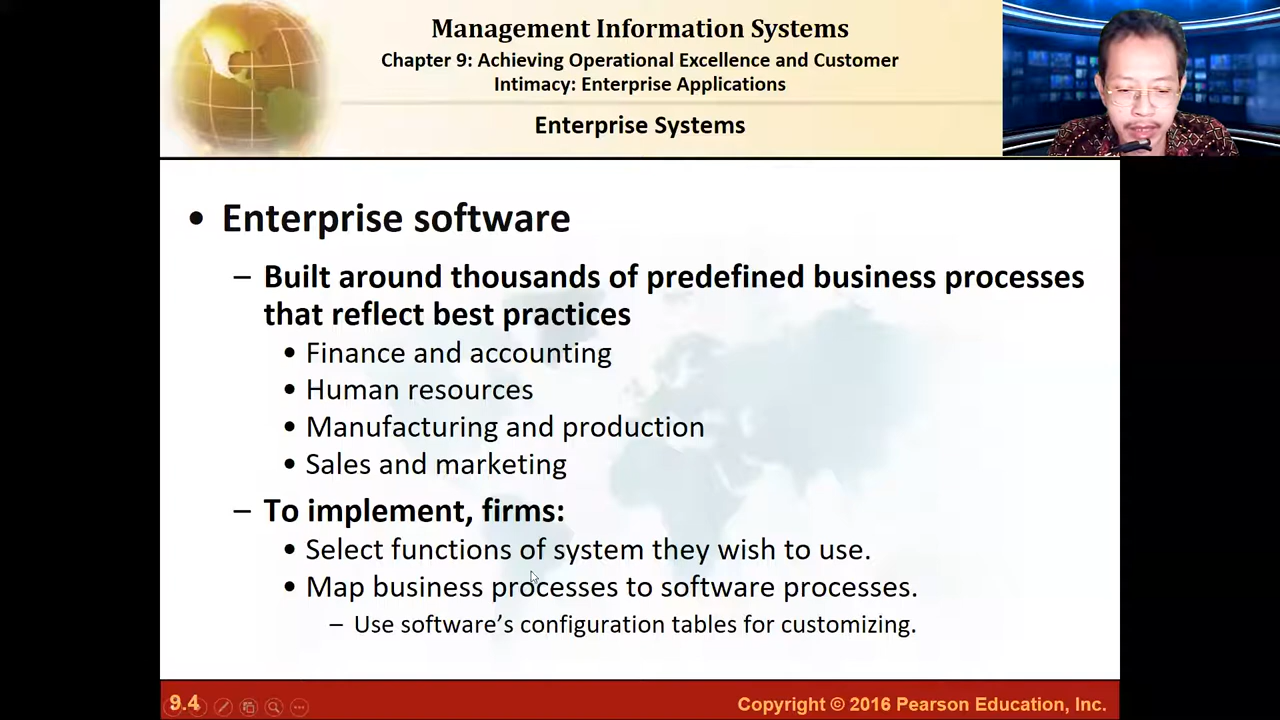 Management Information Systems
Chapter 9: Achieving Operational Excellence and Customer
Intimacy: Enterprise Applications
Enterprise Systems
• Enterprise software
– Built around thousands of predefined business processes
that reflect best practices
• Finance and accounting
• Human resources
• Manufacturing and production
• Sales and marketing
– To implement, firms:
• Select functions of system they wish to use.
• Map business processes to software processes.
– Use software’s configuration tables for customizing.
9.4
Copyright © 2016 Pearson Education, Inc.